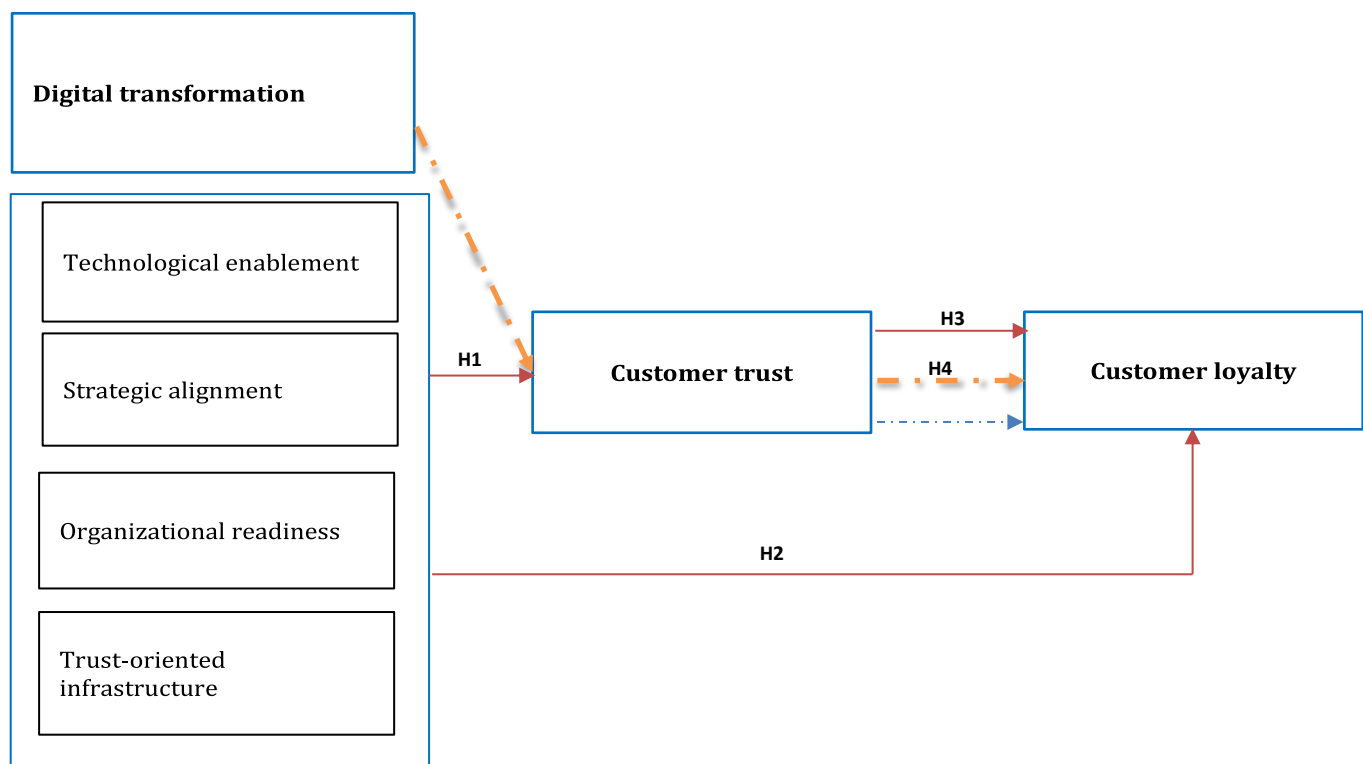 Digital transformation
Technological enablement
Strategic alignment
Organizational readiness
Trust-oriented
infrastructure
H1
Customer trust
H3
H4
Customer loyalty
H2